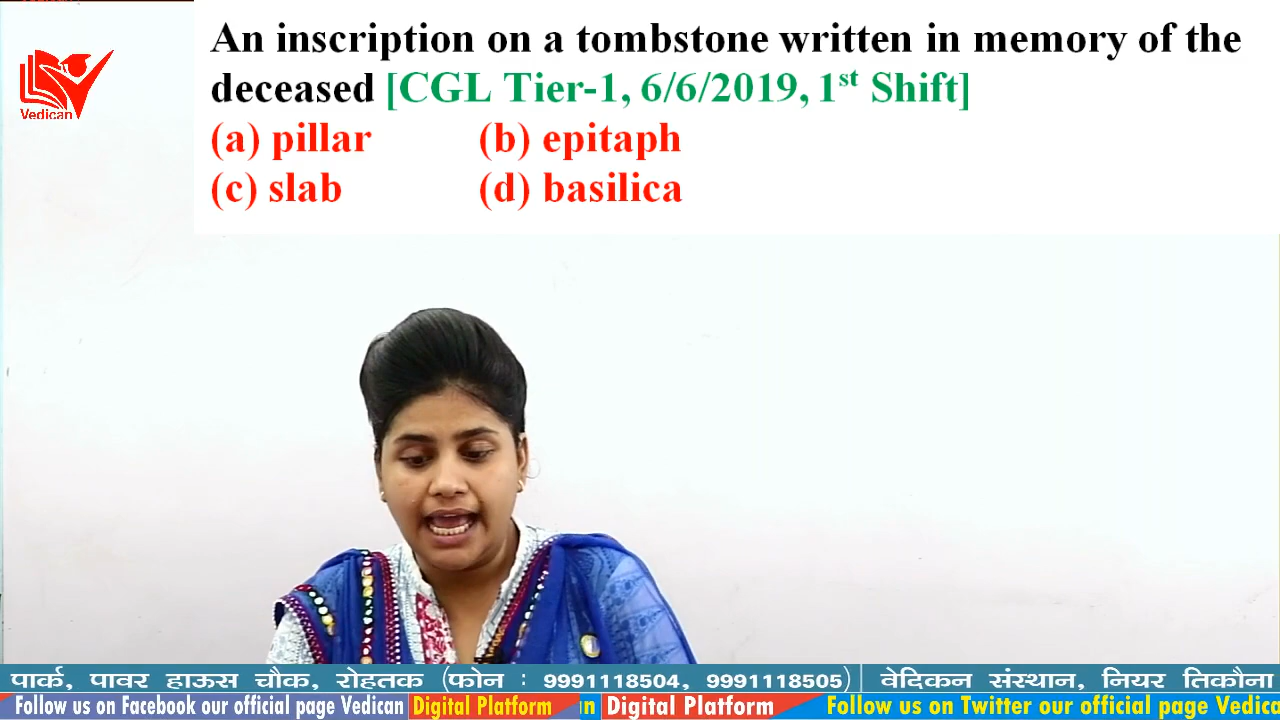 An inscription on a tombstone written in memory of the
deceased [CGL Tier-1, 6/6/2019, 1st Shift]
(a) pillar (b) epitaph
(c) slab (d) basilica
Vedican
पार्क, पावर हाऊस चौक, रोहतक (फोन : 9991118504, 9991118505) | वेदिकन संस्थान, नियर तिकौना
Follow us on Facebook our official page Vedican Digital Platform n Digital Platform Follow us on Twitter our official page Vedica